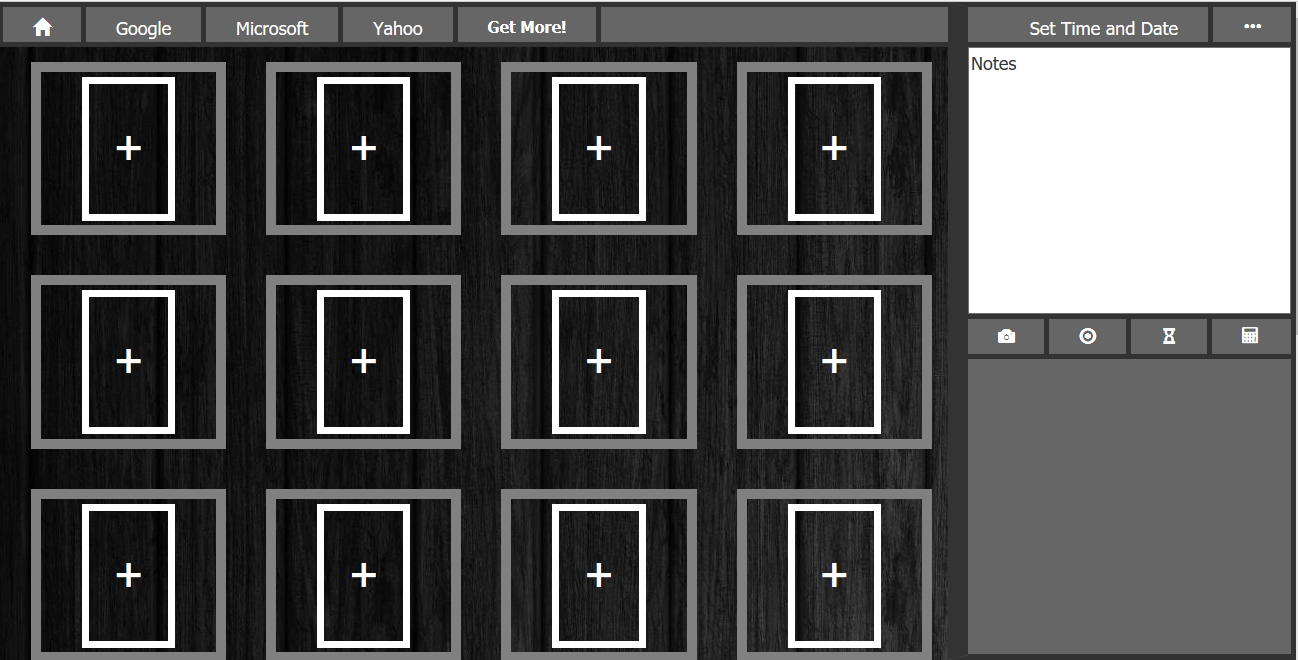 Google Microsoft Yahoo Get More! Set Time and Date •••
Notes
+ + + +
+ + + +
+ + + +